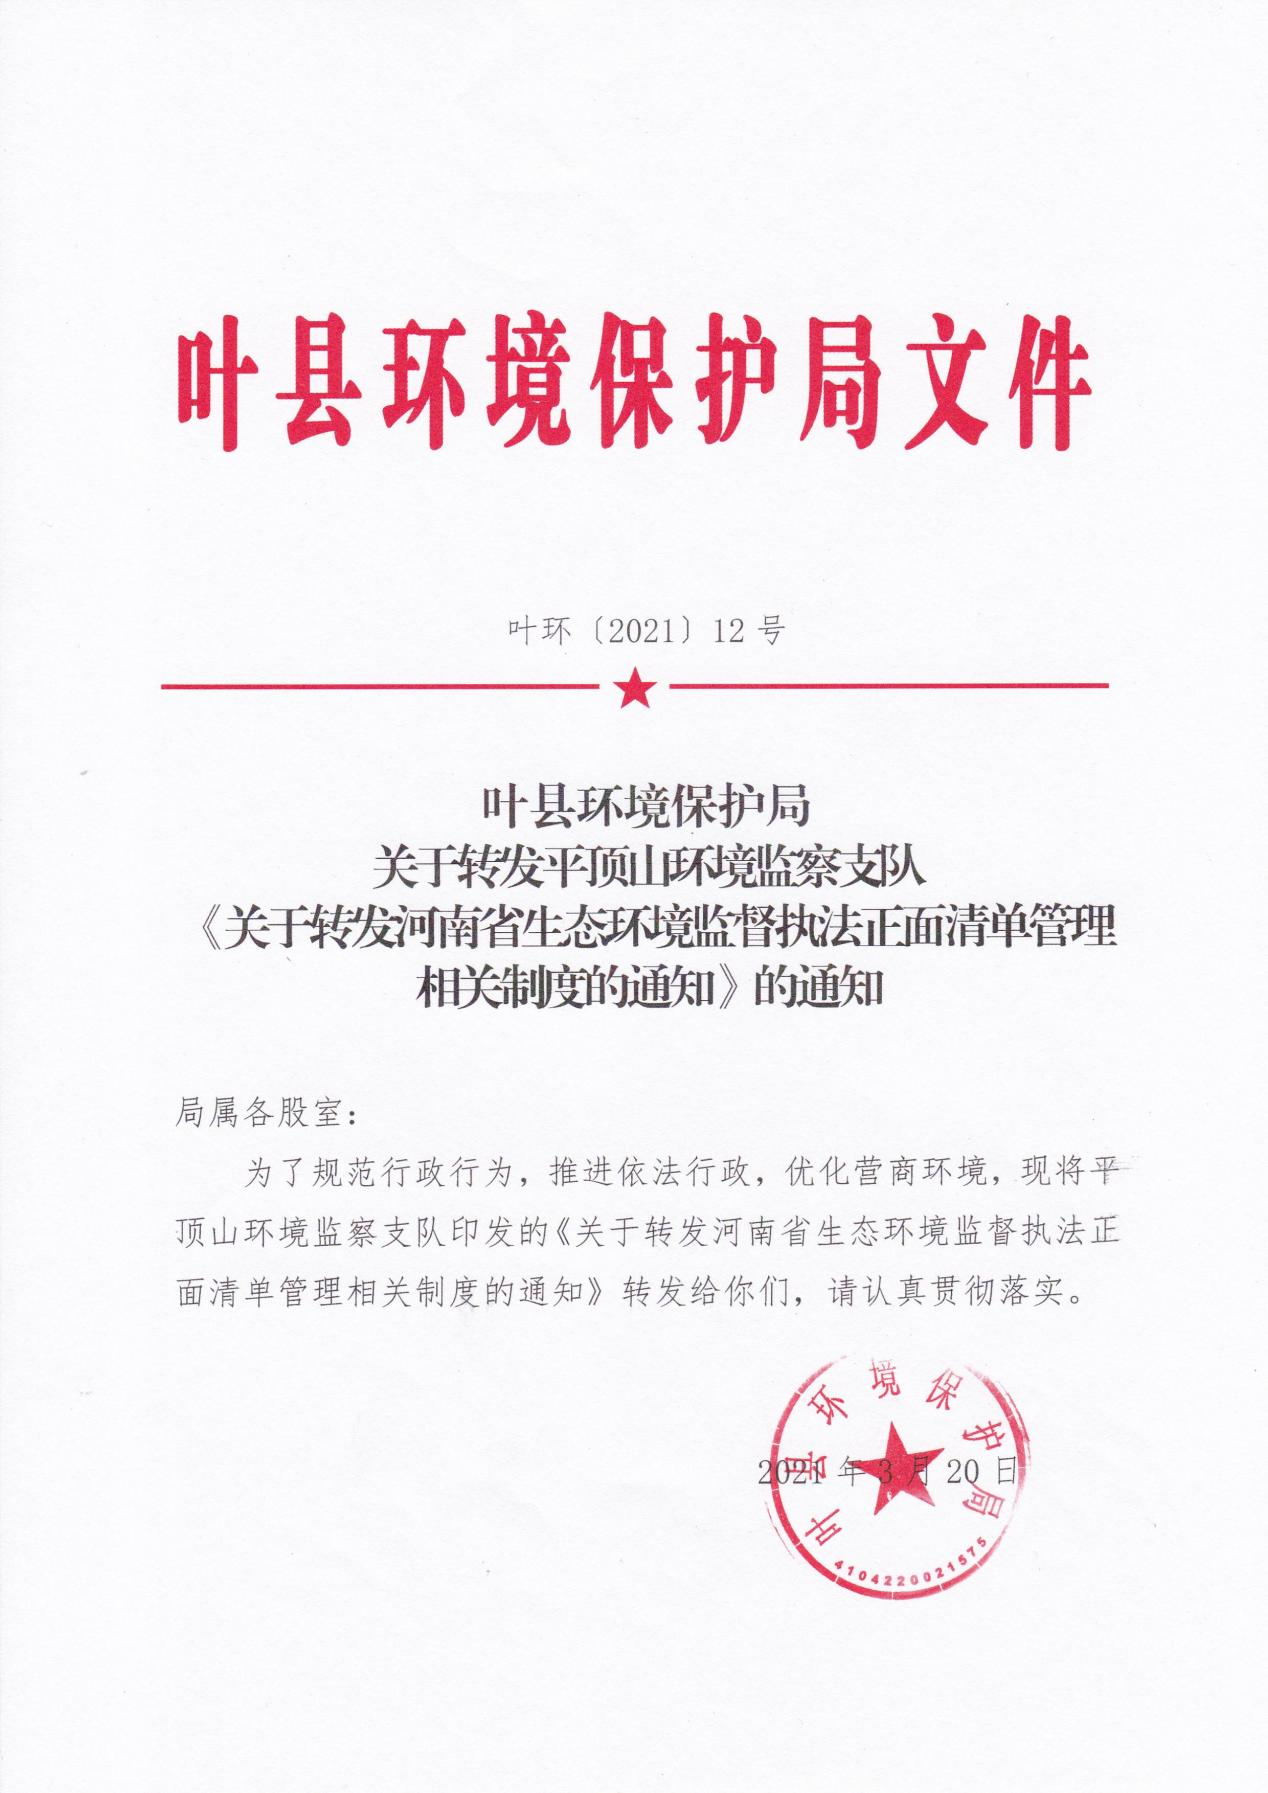 叶县环境保护局文件
叶环〔2021〕12号
叶县环境保护局
关于转发平顶山环境监察支队
《关于转发河南省生态环境监督执法正面清单管理
相关制度的通知》的通知
局属各股室：
为了规范行政行为，推进依法行政，优化营商环境，现将平
顶山环境监察支队印发的《关于转发河南省生态环境监督执法正
面清单管理相关制度的通知》转发给你们，请认真贯彻落实。
叶县环境保护局
2021年3月20日
4104220021575